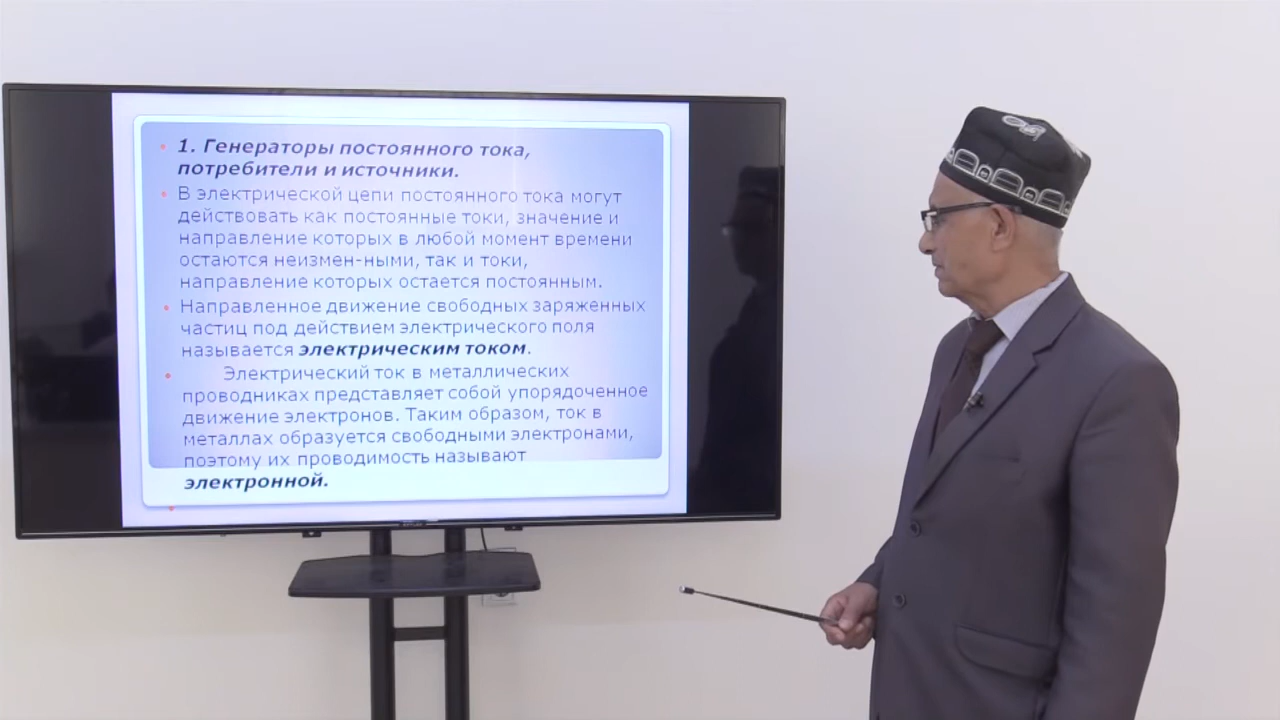 1. Генераторы постоянного тока,
потребители и источники.
В электрической цепи постоянного тока могут
действовать как постоянные токи, значение и
направление которых в любой момент времени
остаются неизмен-ными, так и токи,
направление которых остается постоянным.
Направленное движение свободных заряженных
частиц под действием электрического поля
называется электрическим током.
Электрический ток в металлических
проводниках представляет собой упорядоченное
движение электронов. Таким образом, ток в
металлах образуется свободными электронами,
поэтому их проводимость называют
электронной.